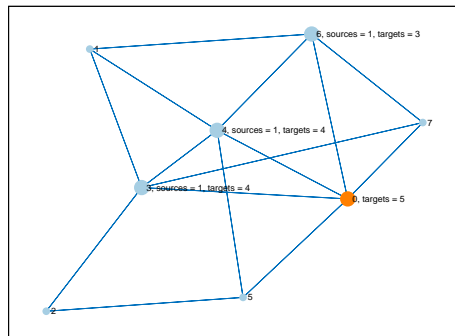 6, sources = 1, targets = 3
1
7
4, sources = 1, targets = 4
3, sources = 1, targets = 4
0, targets = 5
5
2